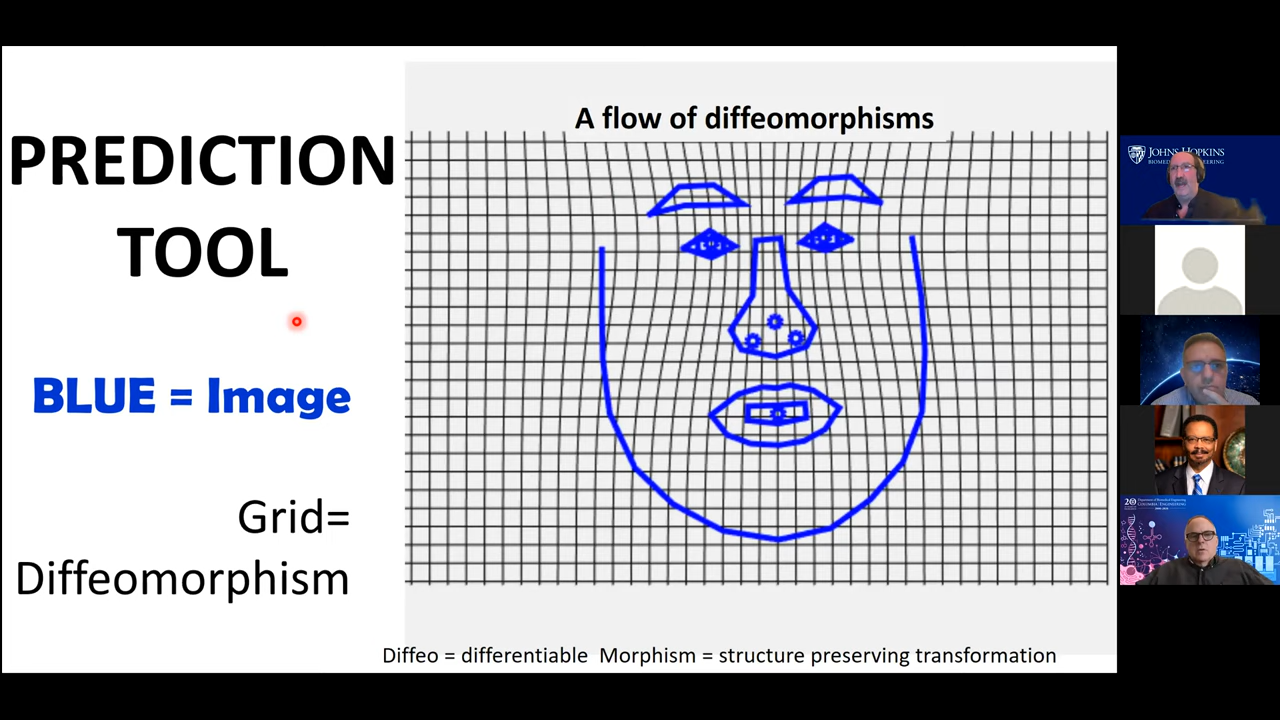 A flow of diffeomorphisms
PREDICTION
TOOL
BLUE = Image
Grid=
Diffeomorphism
Diffeo = differentiable  Morphism = structure preserving transformation
JOHNS HOPKINS